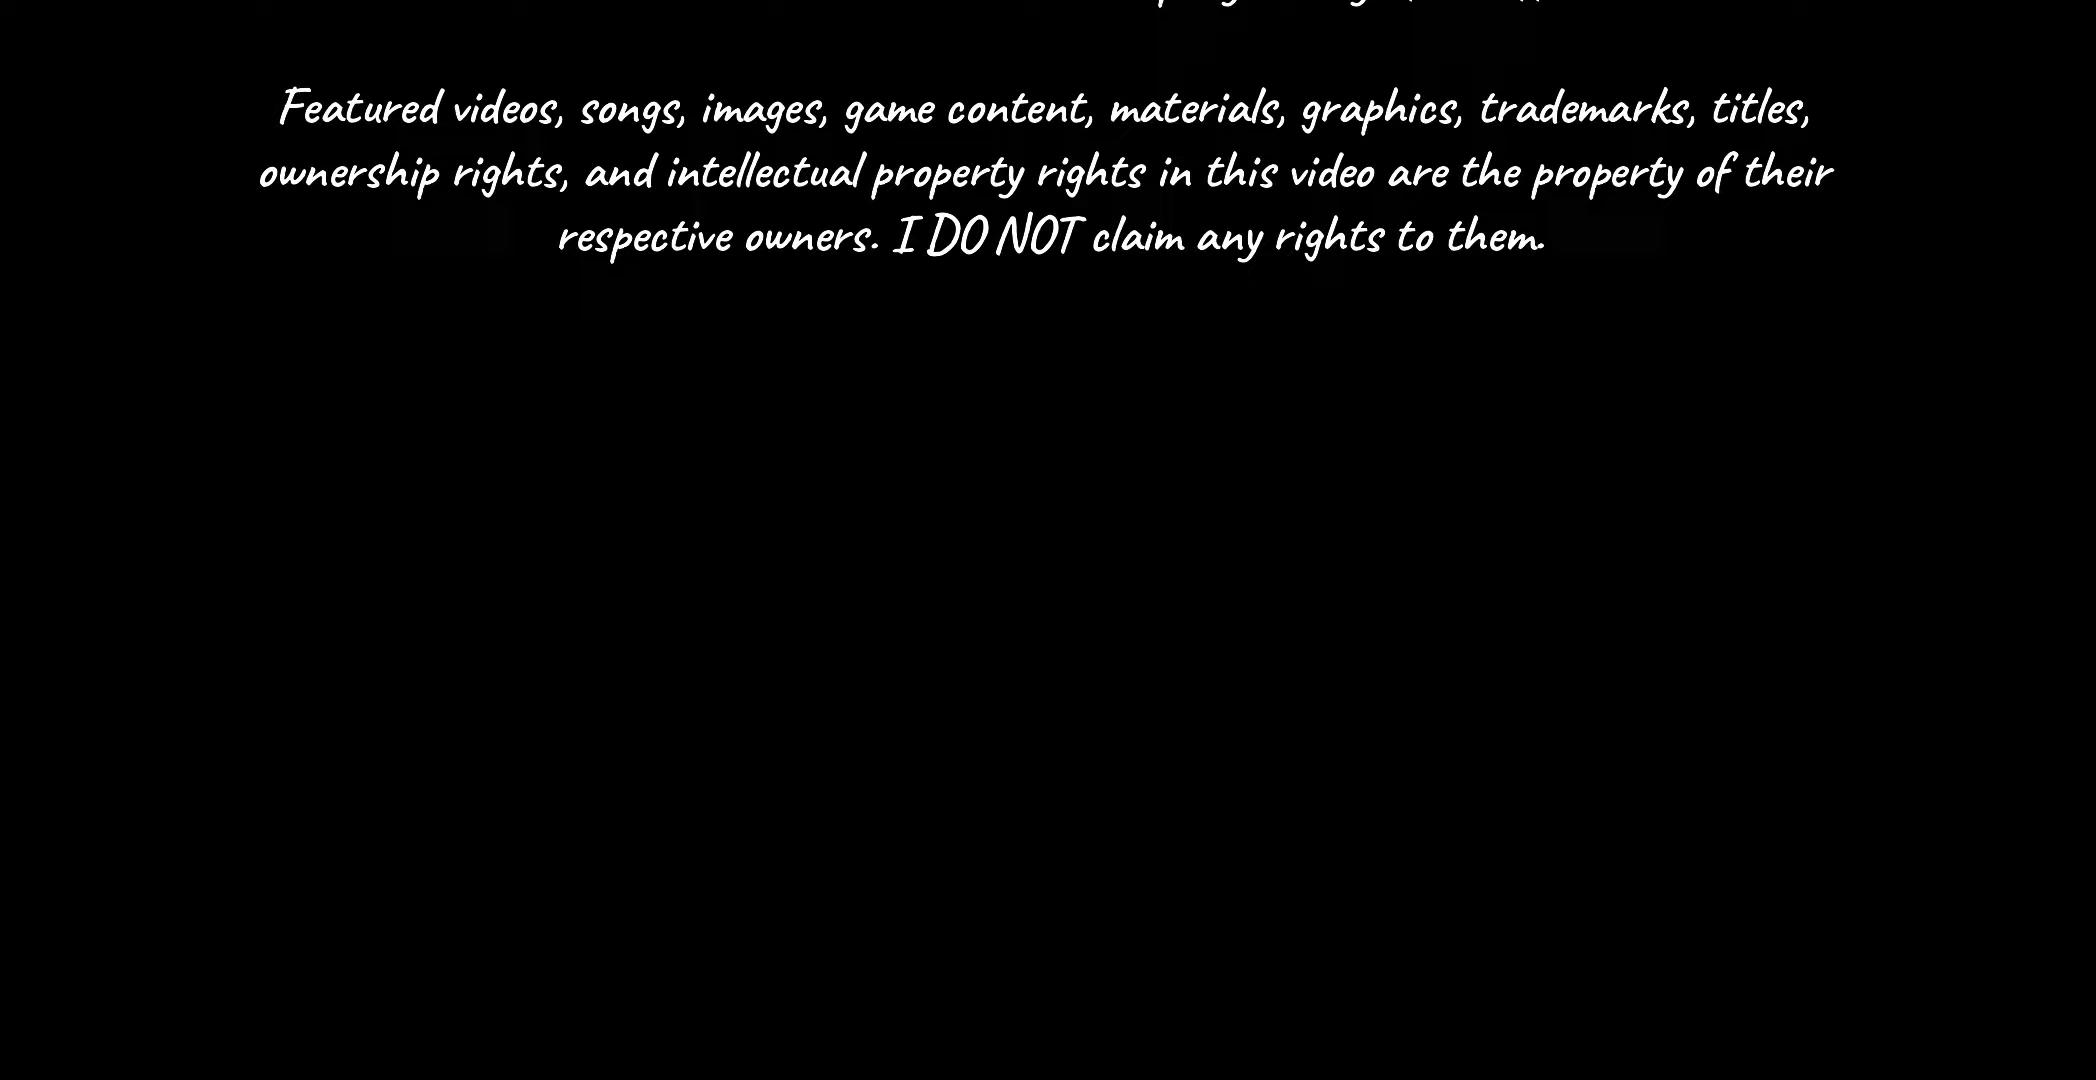 Featured videos, songs, images, game content, materials, graphics, trademarks, titles,
ownership rights, and intellectual property rights in this video are the property of their
respective owners. I DO NOT claim any rights to them.